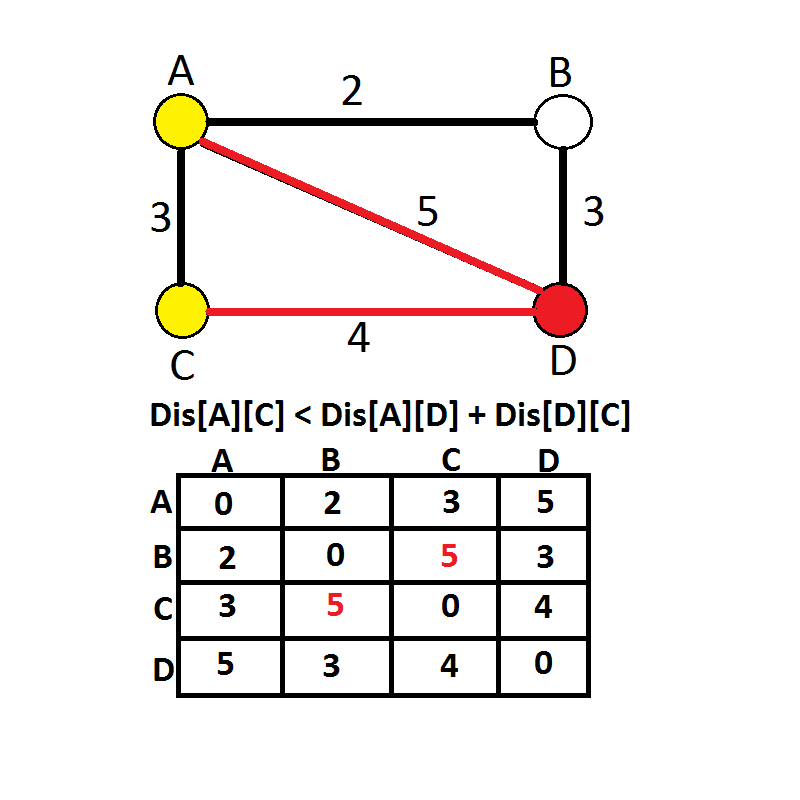 A B
2
3 5 3
4
C D
Dis[A][C] < Dis[A][D] + Dis[D][C]
A B C D
A 0 2 3 5
B 2 0 5 3
C 3 5 0 4
D 5 3 4 0